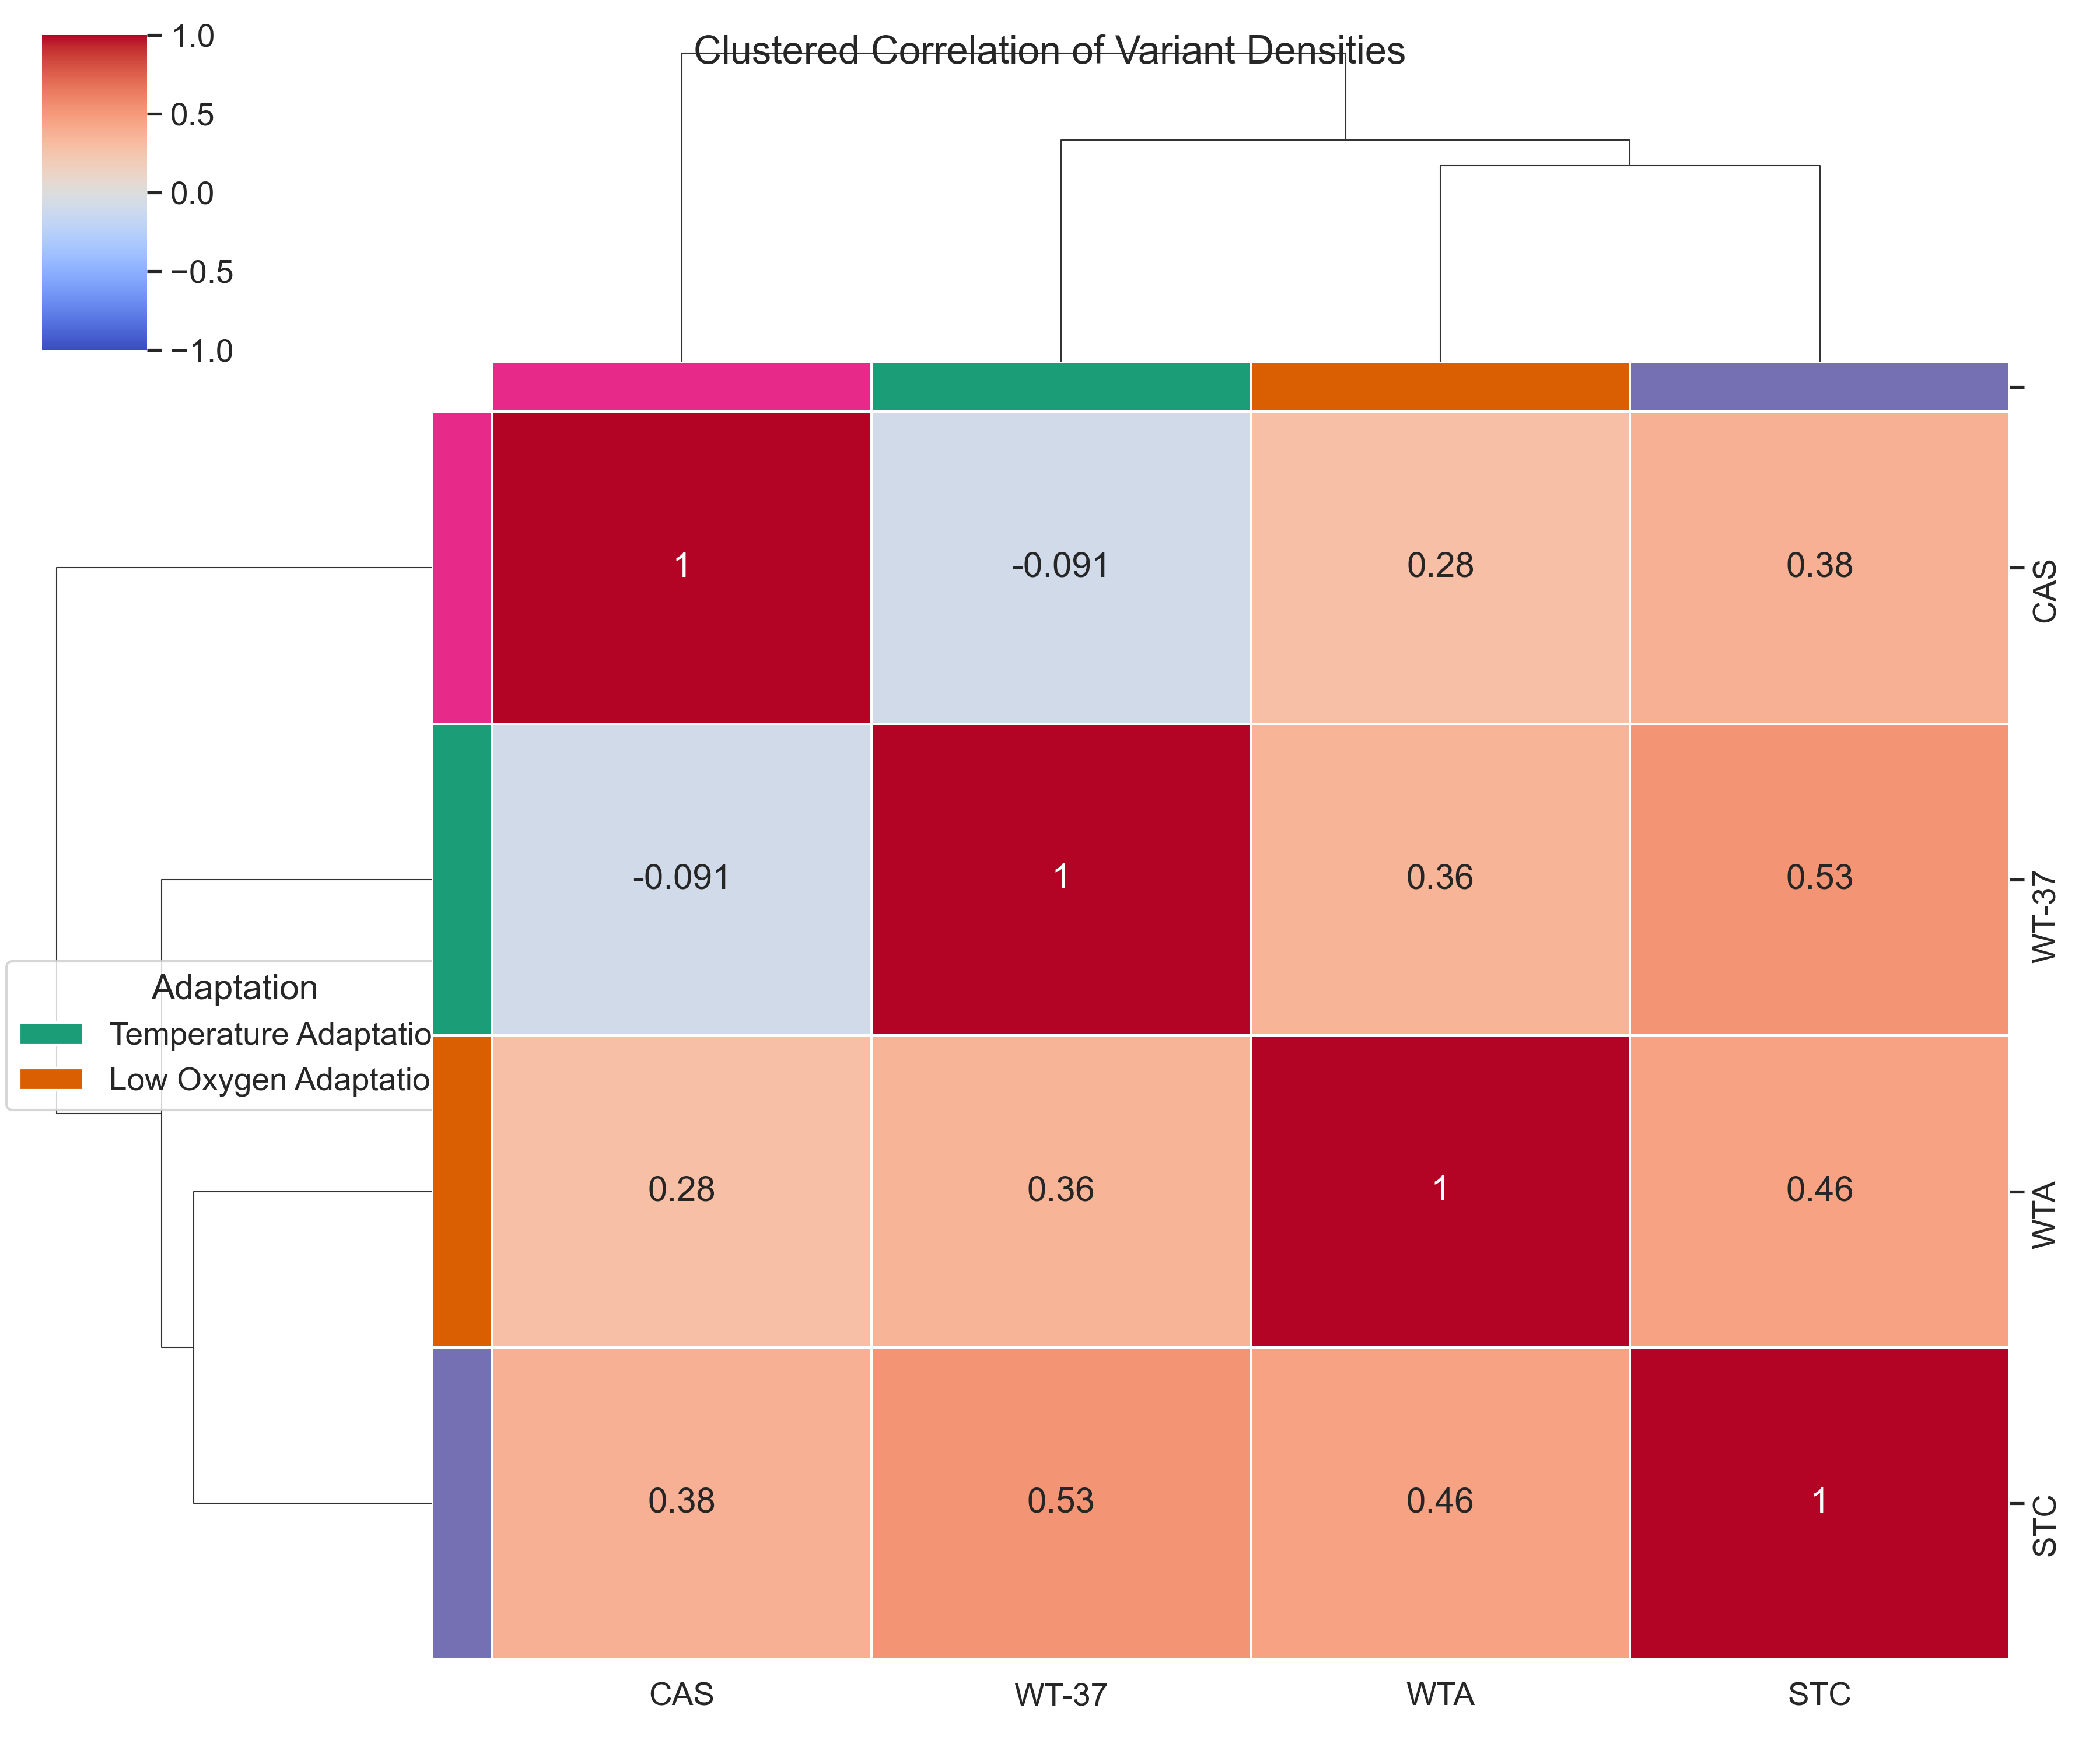 Clustered Correlation of Variant Densities
1.0
0.5
0.0
−0.5
−1.0
1 -0.091 0.28 0.38
CAS
-0.091 1 0.36 0.53
WT-37
Adaptation
Temperature Adaptatio
Low Oxygen Adaptatio
0.28 0.36 1 0.46
WTA
0.38 0.53 0.46 1
STC
CAS WT-37 WTA STC